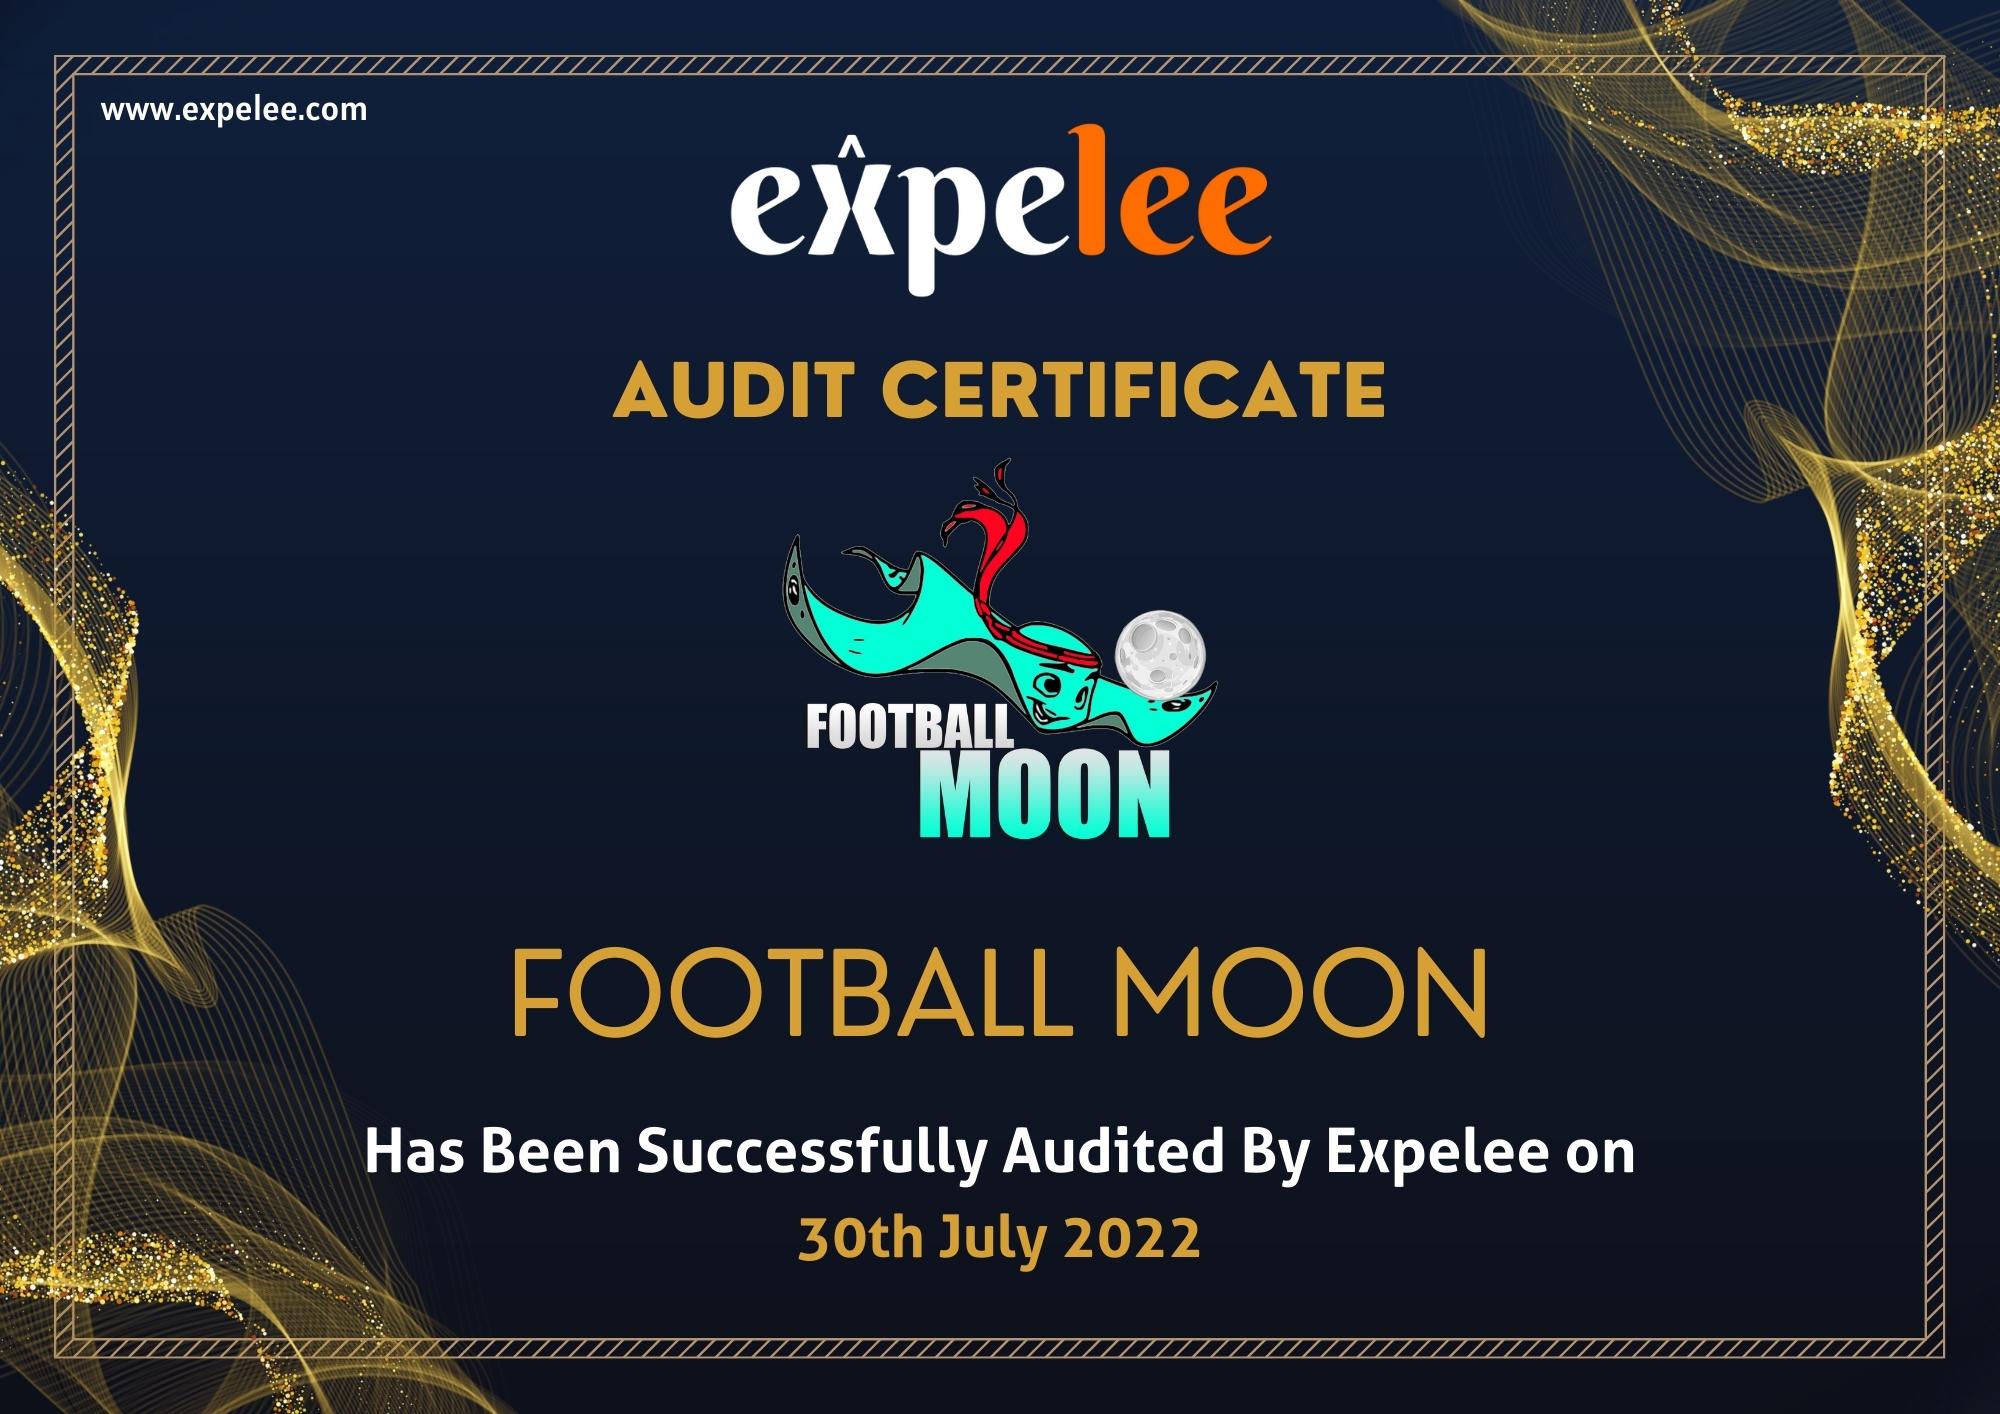 www.expelee.com
expelee
AUDIT CERTIFICATE
FOOTBALL
MOON
FOOTBALL MOON
Has Been Successfully Audited By Expelee on
30th July 2022